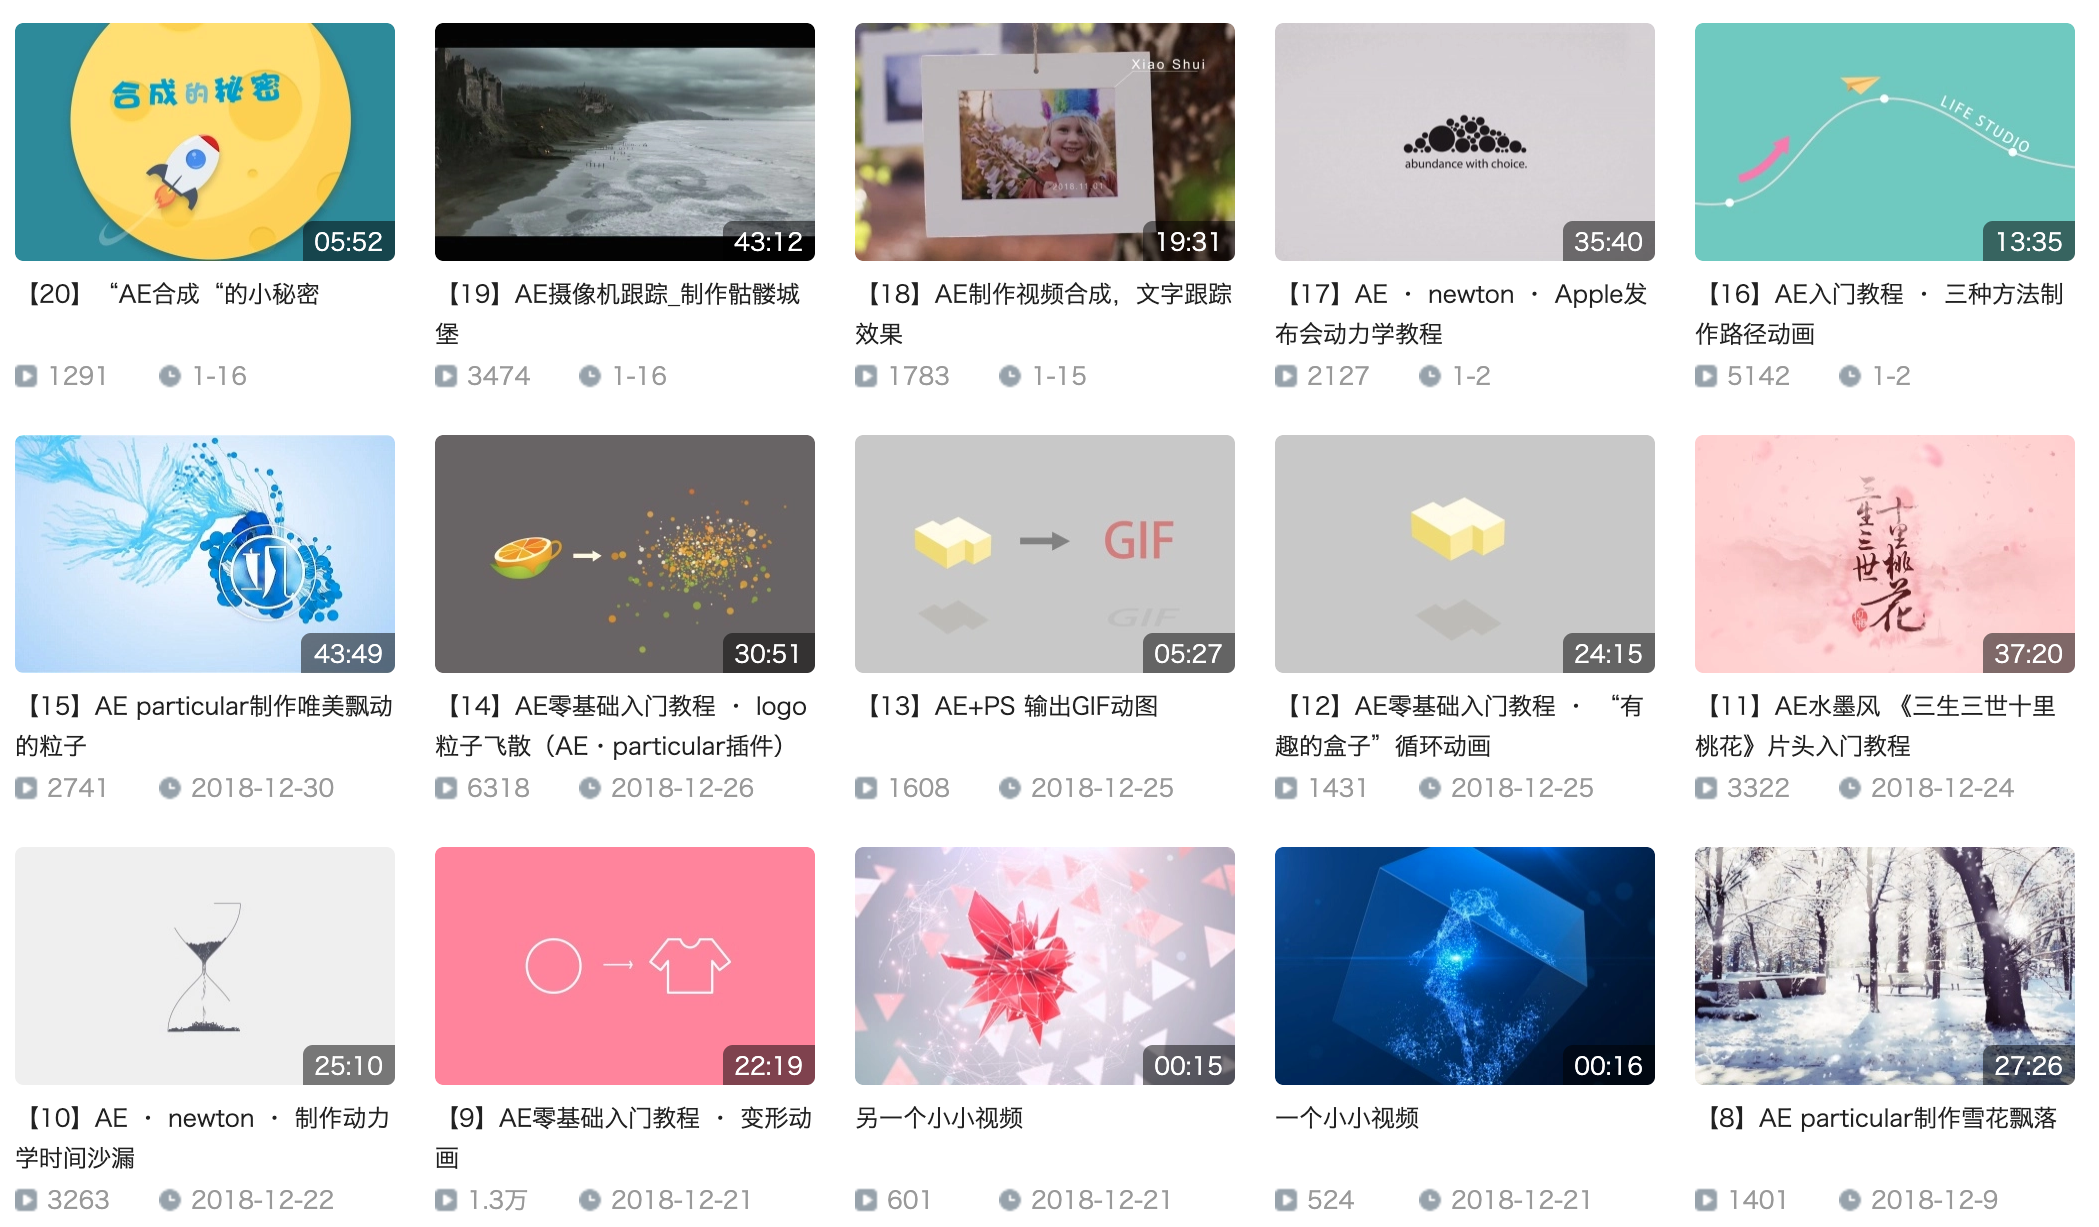 合成的秘密
05:52
【20】 “AE合成 “的小秘密
1291 1-16
43:12
【19】AE摄像机跟踪_制作骷髅城
堡
3474 1-16
Xiao Shui
2018.11.01
19:31
【18】AE制作视频合成，文字跟踪
效果
1783 1-15
abundance with choice.
35:40
【17】AE · newton · Apple发
布会动力学教程
2127 1-2
LIFE STUDIO
13:35
【16】AE入门教程 · 三种方法制
作路径动画
5142 1-2
43:49
【15】AE particular制作唯美飘动
的粒子
2741 2018-12-30
30:51
【14】AE零基础入门教程 · logo
粒子飞散（AE · particular插件）
6318 2018-12-26
GIF
GIF
05:27
【13】AE+PS 输出GIF动图
1608 2018-12-25
24:15
【12】AE零基础入门教程 · “有
趣的盒子”循环动画
1431 2018-12-25
三生三世
十里桃花
37:20
【11】AE水墨风 《三生三世十里
桃花》片头入门教程
3322 2018-12-24
25:10
【10】AE · newton · 制作动力
学时间沙漏
3263 2018-12-22
22:19
【9】AE零基础入门教程 · 变形动
画
1.3万 2018-12-21
00:15
另一个小小视频
601 2018-12-21
00:16
一个小小视频
524 2018-12-21
27:26
【8】AE particular制作雪花飘落
1401 2018-12-9